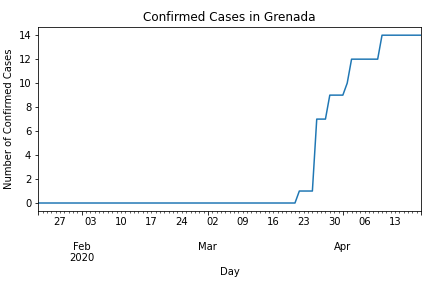 Confirmed Cases in Grenada
Number of Confirmed Cases
14
12
10
8
6
4
2
0
27 03 10 17 24 02 09 16 23 30 06 13
Feb Mar Apr
2020
Day